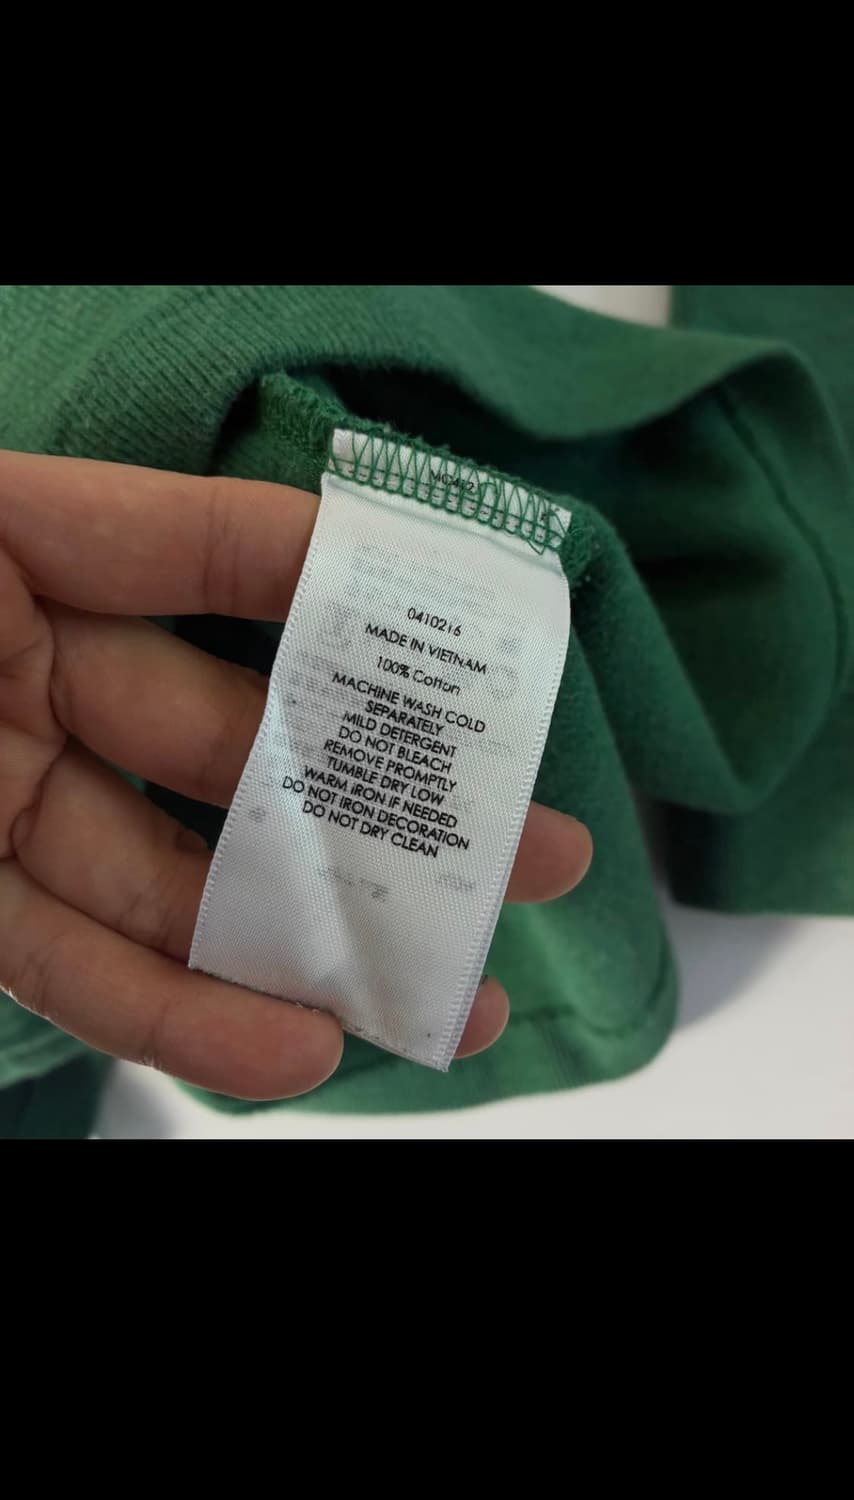 0410216
MADE IN VIETNAM
100% Cotton
MACHINE WASH COLD
SEPARATELY
MILD DETERGENT
DO NOT BLEACH
REMOVE PROMPTLY
TUMBLE DRY LOW
WARM IRON IF NEEDED
DO NOT IRON DECORATION
DO NOT DRY CLEAN